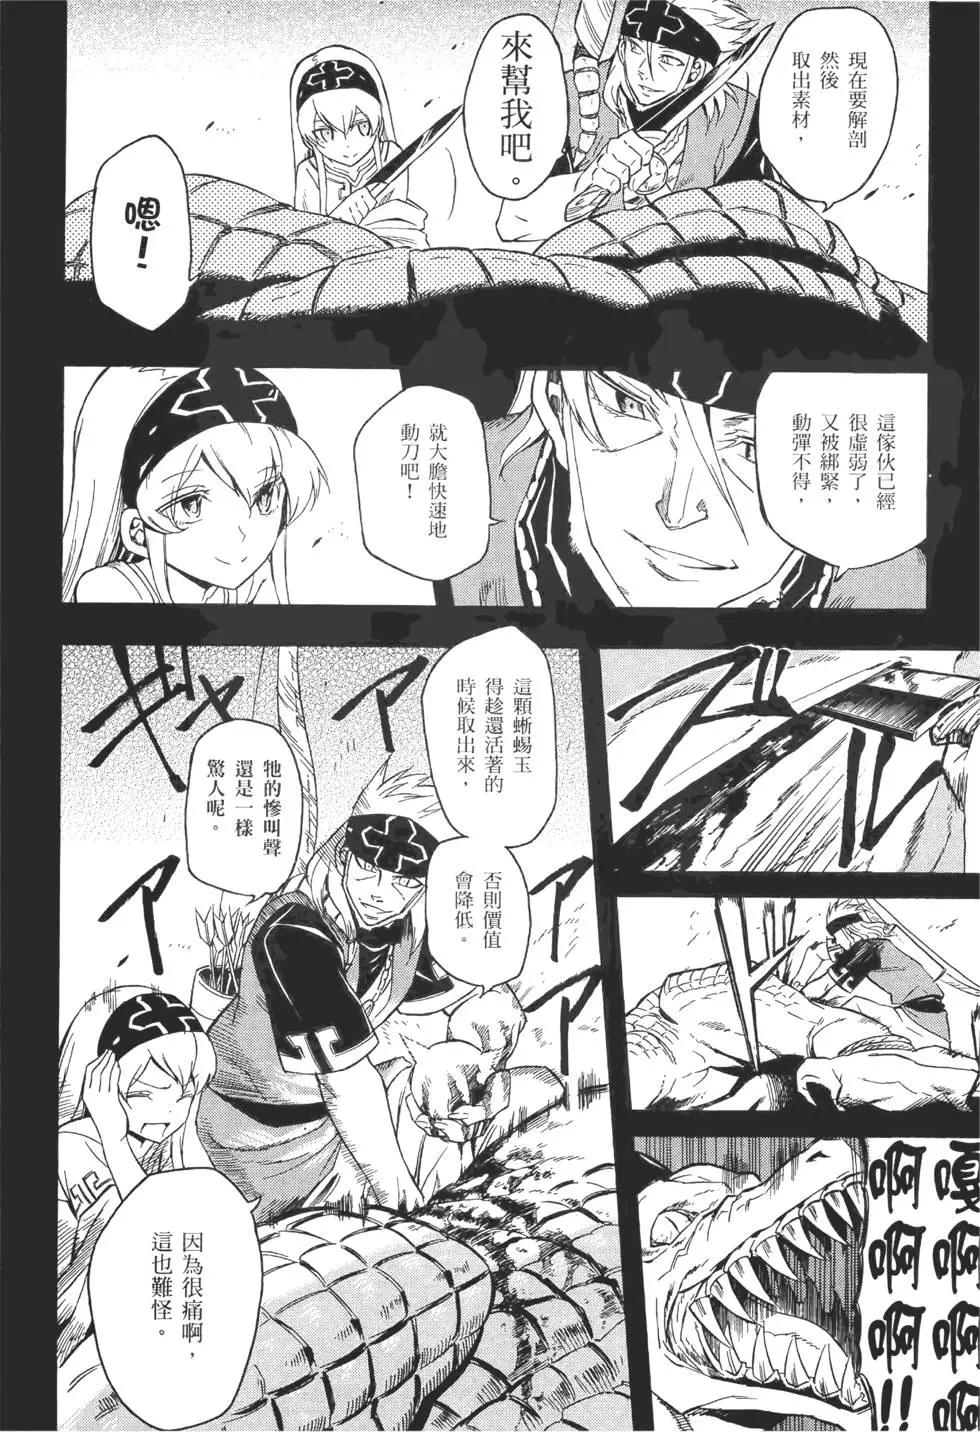 現在要解剖
然後
取出素材，
來幫我吧。
嗯！
這傢伙已經
很虛弱了，
又被綁緊，
動彈不得，
就大膽快速地
動刀吧！
ズブ
嘎啊啊啊啊啊啊!!
這顆蜥蜴玉
得趁還活著的
時候取出來，
否則價值
會降低。
牠的慘叫聲
還是一樣
驚人呢。
ギャアアアア
因為很痛啊，
這也難怪。